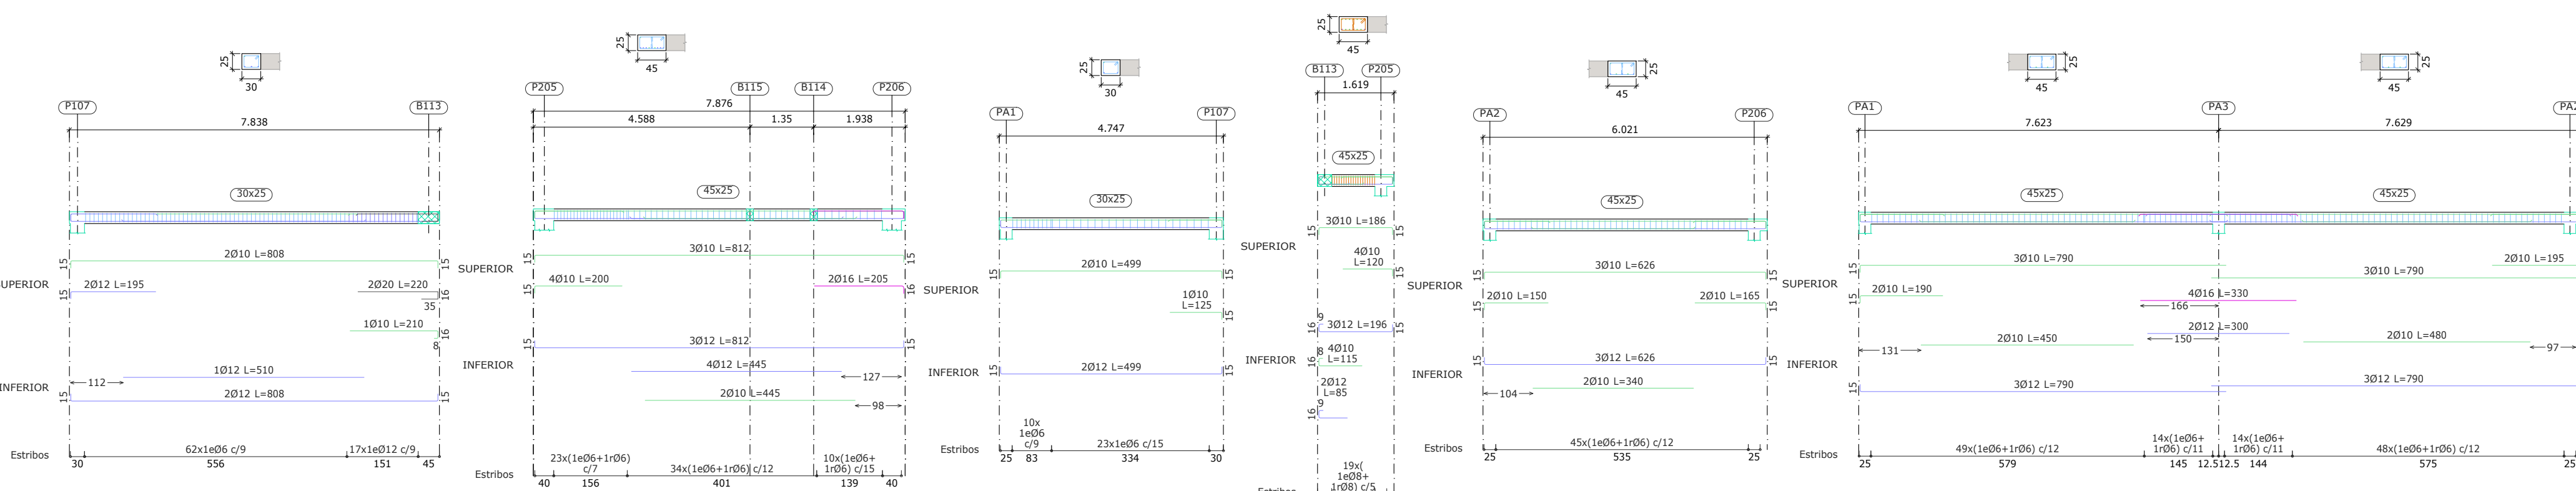 25
30
P107
B113
7.838
30x25
2Ø10 L=808
15
15
SUPERIOR
2Ø12 L=195
15
2Ø20 L=220
16
35
1Ø10 L=210
16
8
1Ø12 L=510
112
INFERIOR
2Ø12 L=808
15
15
Estribos
62x1eØ6 c/9
17x1eØ12 c/9
30
556
151
45
25
45
P205
B115
B114
P206
7.876
4.588
1.35
1.938
45x25
3Ø10 L=812
15
15
SUPERIOR
4Ø10 L=200
15
2Ø16 L=205
16
3Ø12 L=812
15
15
INFERIOR
4Ø12 L=445
127
2Ø10 L=445
98
Estribos
23x(1eØ6+1rØ6)
c/7
34x(1eØ6+1rØ6) c/12
10x(1eØ6+
1rØ6) c/15
40
156
401
139
40
25
30
PA1
P107
4.747
30x25
2Ø10 L=499
15
15
SUPERIOR
1Ø10
L=125
15
INFERIOR
2Ø12 L=499
15
15
Estribos
10x
1eØ6
c/9
23x1eØ6 c/15
25
83
334
30
25
45
B113
P205
1.619
45x25
3Ø10 L=186
15
15
SUPERIOR
4Ø10
L=120
15
9
16
3Ø12 L=196
15
INFERIOR
8
16
4Ø10
L=115
2Ø12
L=85
9
16
19x(
1eØ8+
1rØ8) c/5
Estribos
25
45
PA2
P206
6.021
45x25
3Ø10 L=626
15
15
SUPERIOR
2Ø10 L=150
15
2Ø10 L=165
15
INFERIOR
3Ø12 L=626
15
15
2Ø10 L=340
104
Estribos
45x(1eØ6+1rØ6) c/12
25
535
25
25
45
25
45
PA1
PA3
PA2
7.623
7.629
45x25
45x25
3Ø10 L=790
15
2Ø10 L=195
3Ø10 L=790
SUPERIOR
2Ø10 L=190
15
4Ø16 L=330
166
2Ø12 L=300
150
2Ø10 L=450
131
2Ø10 L=480
97
INFERIOR
3Ø12 L=790
15
3Ø12 L=790
Estribos
49x(1eØ6+1rØ6) c/12
14x(1eØ6+
1rØ6) c/11
14x(1eØ6+
1rØ6) c/11
48x(1eØ6+1rØ6) c/12
25
579
145
12.5
12.5
144
575
25